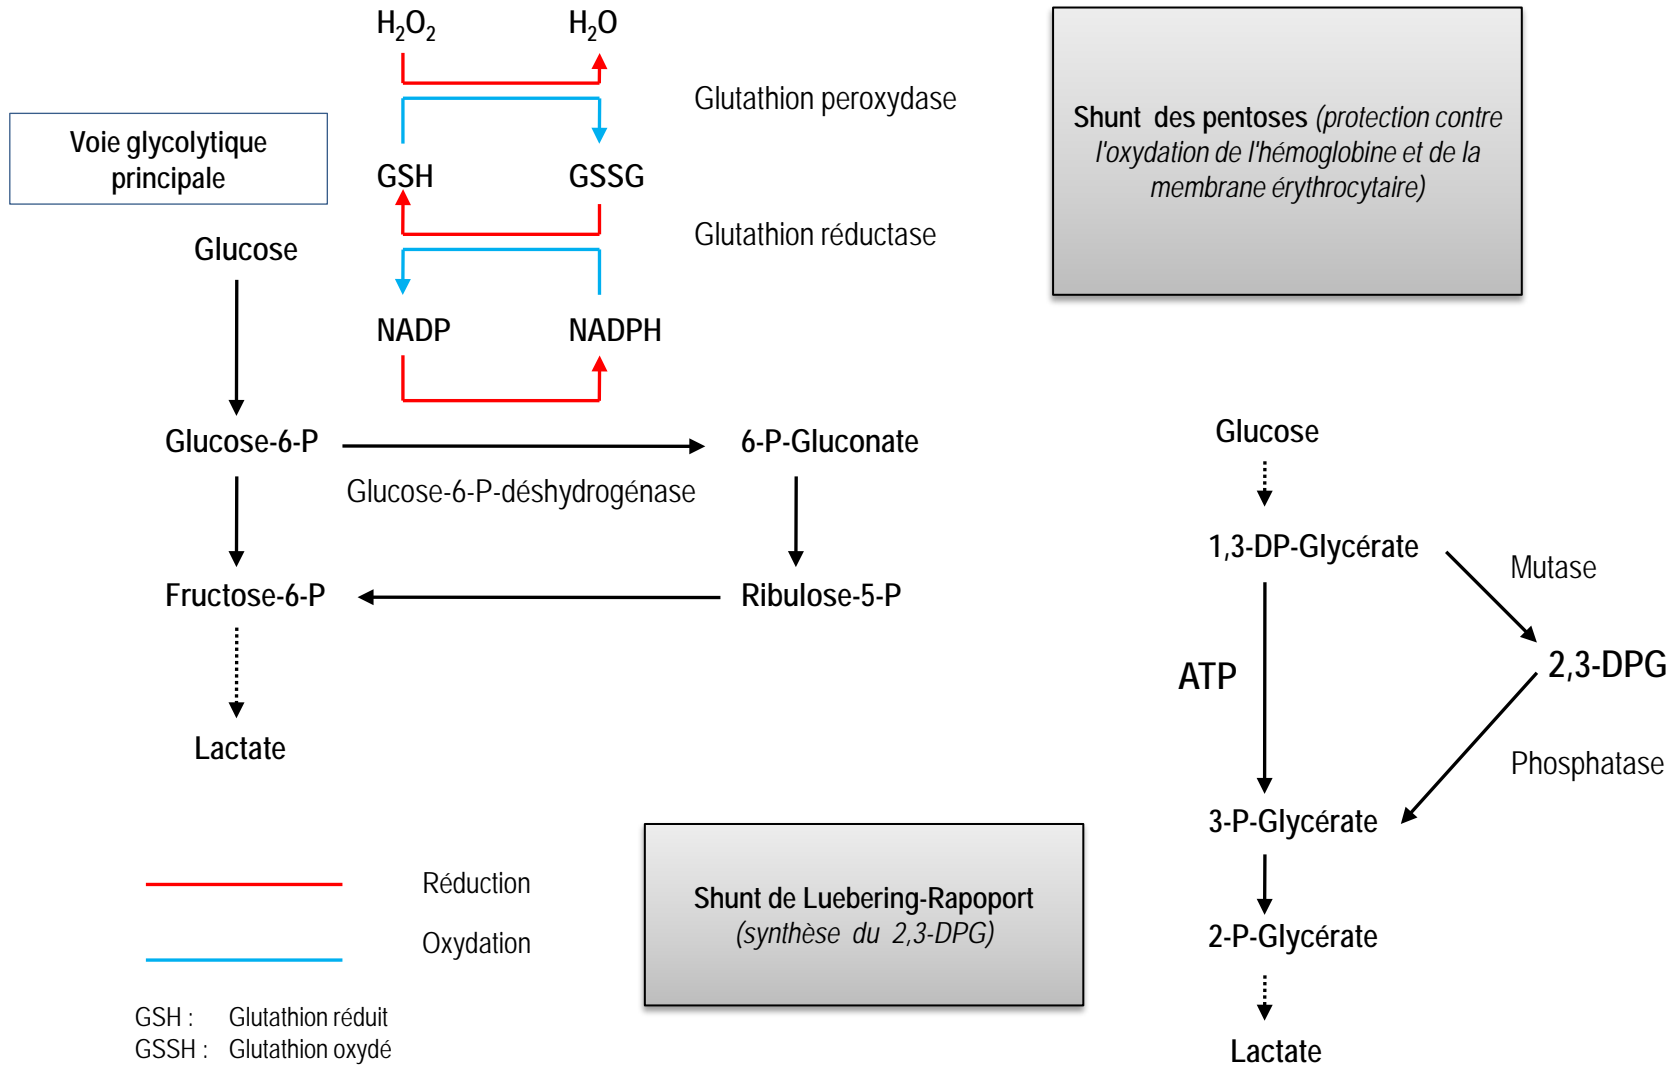 H₂O₂ H₂O
Glutathion peroxydase
Voie glycolytique
principale
GSH GSSG
Glutathion réductase
Glucose
NADP NADPH
Glucose-6-P 6-P-Gluconate
Glucose-6-P-déshydrogénase
Fructose-6-P Ribulose-5-P
Lactate
Shunt des pentoses (protection contre
l'oxydation de l'hémoglobine et de la
membrane érythrocytaire)
Glucose
1,3-DP-Glycérate
Mutase
ATP
2,3-DPG
Phosphatase
3-P-Glycérate
2-P-Glycérate
Lactate
Shunt de Luebering-Rapoport
(synthèse du 2,3-DPG)
Réduction
Oxydation
GSH : Glutathion réduit
GSSH : Glutathion oxydé